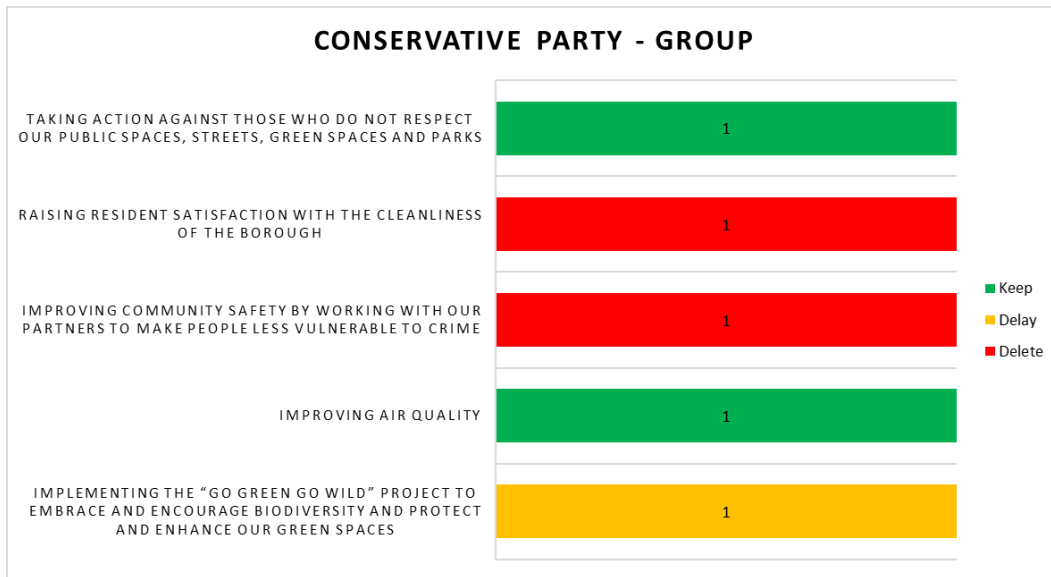 CONSERVATIVE PARTY - GROUP
TAKING ACTION AGAINST THOSE WHO DO NOT RESPECT
OUR PUBLIC SPACES, STREETS, GREEN SPACES AND PARKS
1
RAISING RESIDENT SATISFACTION WITH THE CLEANLINESS
OF THE BOROUGH
1
IMPROVING COMMUNITY SAFETY BY WORKING WITH OUR
PARTNERS TO MAKE PEOPLE LESS VULNERABLE TO CRIME
1
IMPROVING AIR QUALITY
1
IMPLEMENTING THE “GO GREEN GO WILD” PROJECT TO
EMBRACE AND ENCOURAGE BIODIVERSITY AND PROTECT
AND ENHANCE OUR GREEN SPACES
1
Keep
Delay
Delete